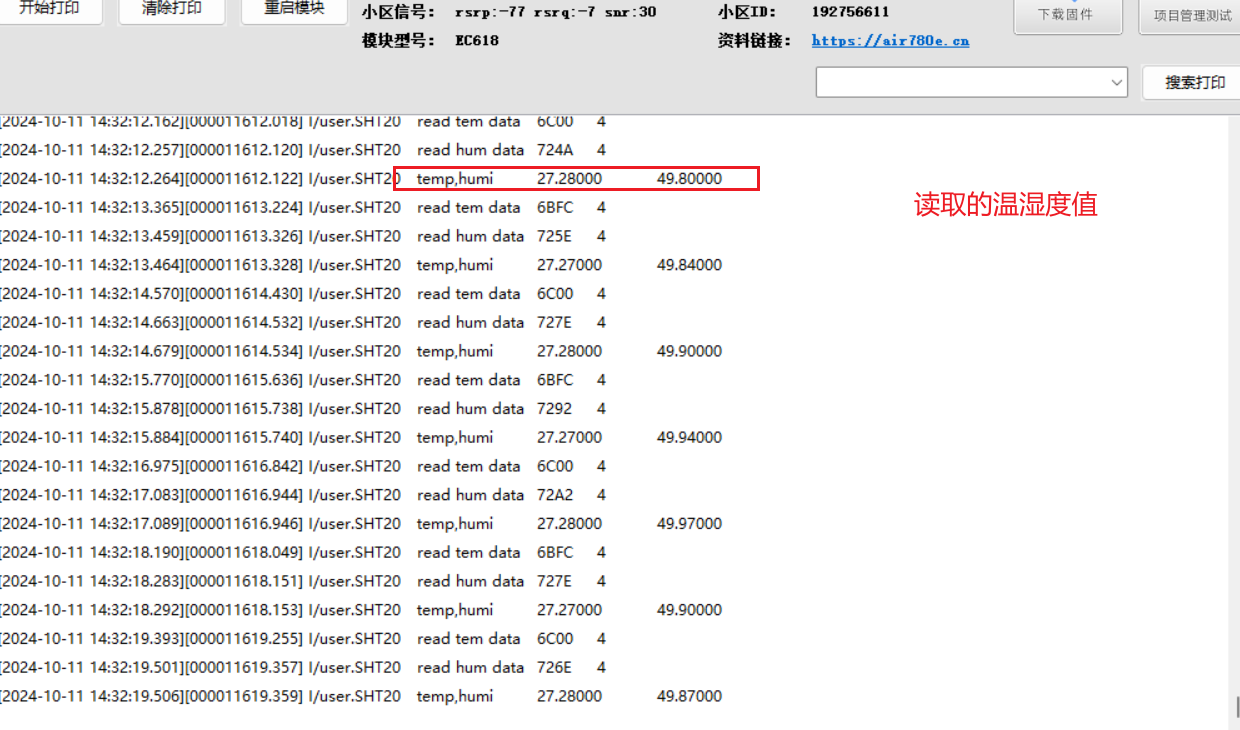 开始打印 清除打印 重启模块 小区信号： rsrp:-77 rsrq:-7 snr:30 小区ID： 192756611 下载固件 项目管理测试
模块型号： EC618 资料链接： https://air780e.cn
搜索打印
[2024-10-11 14:32:12.162][000011612.018] I/user.SHT20 read tem data 6C00 4
[2024-10-11 14:32:12.257][000011612.120] I/user.SHT20 read hum data 724A 4
[2024-10-11 14:32:12.264][000011612.122] I/user.SHT20 temp,humi 27.28000 49.80000
读取的温湿度值
[2024-10-11 14:32:13.365][000011613.224] I/user.SHT20 read tem data 6BFC 4
[2024-10-11 14:32:13.459][000011613.326] I/user.SHT20 read hum data 725E 4
[2024-10-11 14:32:13.464][000011613.328] I/user.SHT20 temp,humi 27.27000 49.84000
[2024-10-11 14:32:14.570][000011614.430] I/user.SHT20 read tem data 6C00 4
[2024-10-11 14:32:14.663][000011614.532] I/user.SHT20 read hum data 727E 4
[2024-10-11 14:32:14.679][000011614.534] I/user.SHT20 temp,humi 27.28000 49.90000
[2024-10-11 14:32:15.770][000011615.636] I/user.SHT20 read tem data 6BFC 4
[2024-10-11 14:32:15.878][000011615.738] I/user.SHT20 read hum data 7292 4
[2024-10-11 14:32:15.884][000011615.740] I/user.SHT20 temp,humi 27.27000 49.94000
[2024-10-11 14:32:16.975][000011616.842] I/user.SHT20 read tem data 6C00 4
[2024-10-11 14:32:17.083][000011616.944] I/user.SHT20 read hum data 72A2 4
[2024-10-11 14:32:17.089][000011616.946] I/user.SHT20 temp,humi 27.28000 49.97000
[2024-10-11 14:32:18.190][000011618.049] I/user.SHT20 read tem data 6BFC 4
[2024-10-11 14:32:18.283][000011618.151] I/user.SHT20 read hum data 727E 4
[2024-10-11 14:32:18.292][000011618.153] I/user.SHT20 temp,humi 27.27000 49.90000
[2024-10-11 14:32:19.393][000011619.255] I/user.SHT20 read tem data 6C00 4
[2024-10-11 14:32:19.501][000011619.357] I/user.SHT20 read hum data 726E 4
[2024-10-11 14:32:19.506][000011619.359] I/user.SHT20 temp,humi 27.28000 49.87000